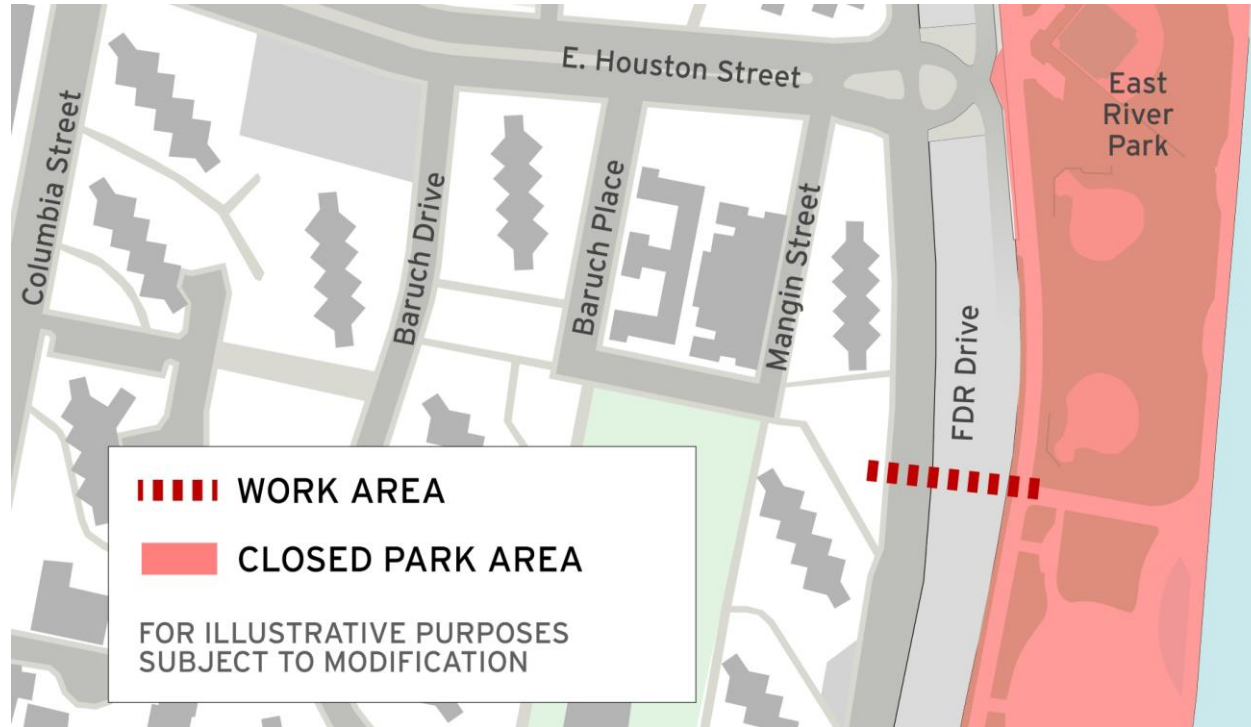 E. Houston Street
East
River
Park
Columbia Street
Baruch Drive
Baruch Place
Mangin Street
FDR Drive
WORK AREA
CLOSED PARK AREA
FOR ILLUSTRATIVE PURPOSES
SUBJECT TO MODIFICATION